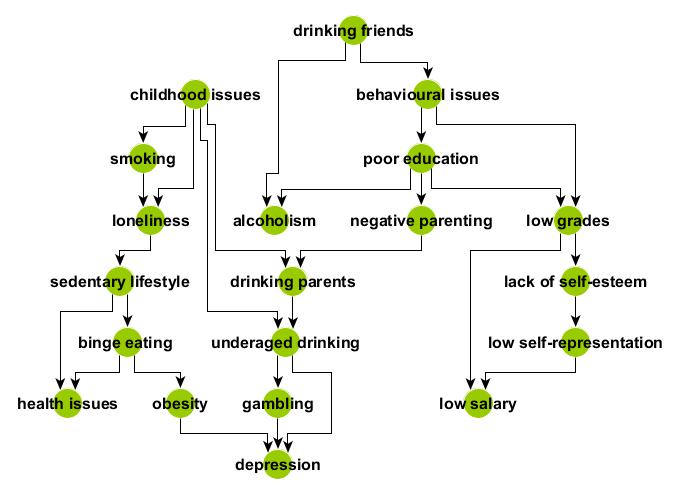 drinking friends
childhood issues
behavioural issues
smoking
poor education
loneliness
alcoholism
negative parenting
low grades
sedentary lifestyle
drinking parents
lack of self-esteem
binge eating
underaged drinking
low self-representation
health issues
obesity
gambling
low salary
depression